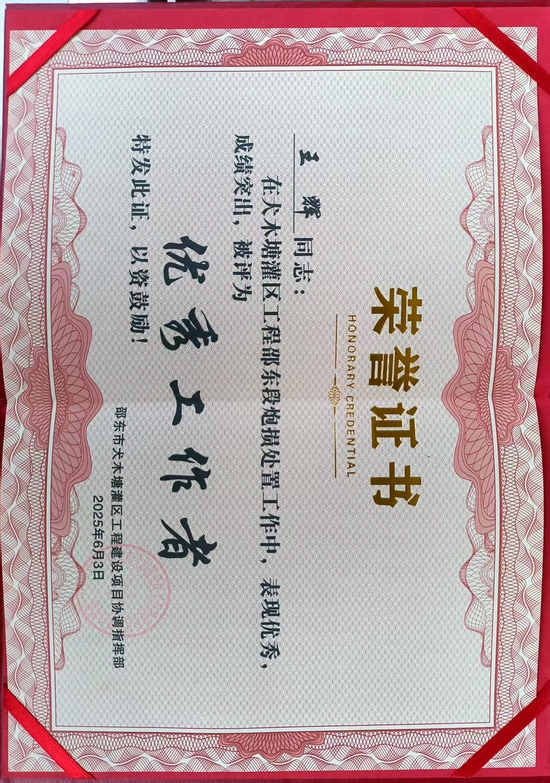 荣誉证书
HONORARY CREDENTIAL
王辉同志：
在犬木塘灌区工程邵东段炮损处置工作中，表现优秀，
成绩突出，被评为
优秀工作者
特发此证，以资鼓励！
邵东市犬木塘灌区工程建设项目协调指挥部
2025年6月3日